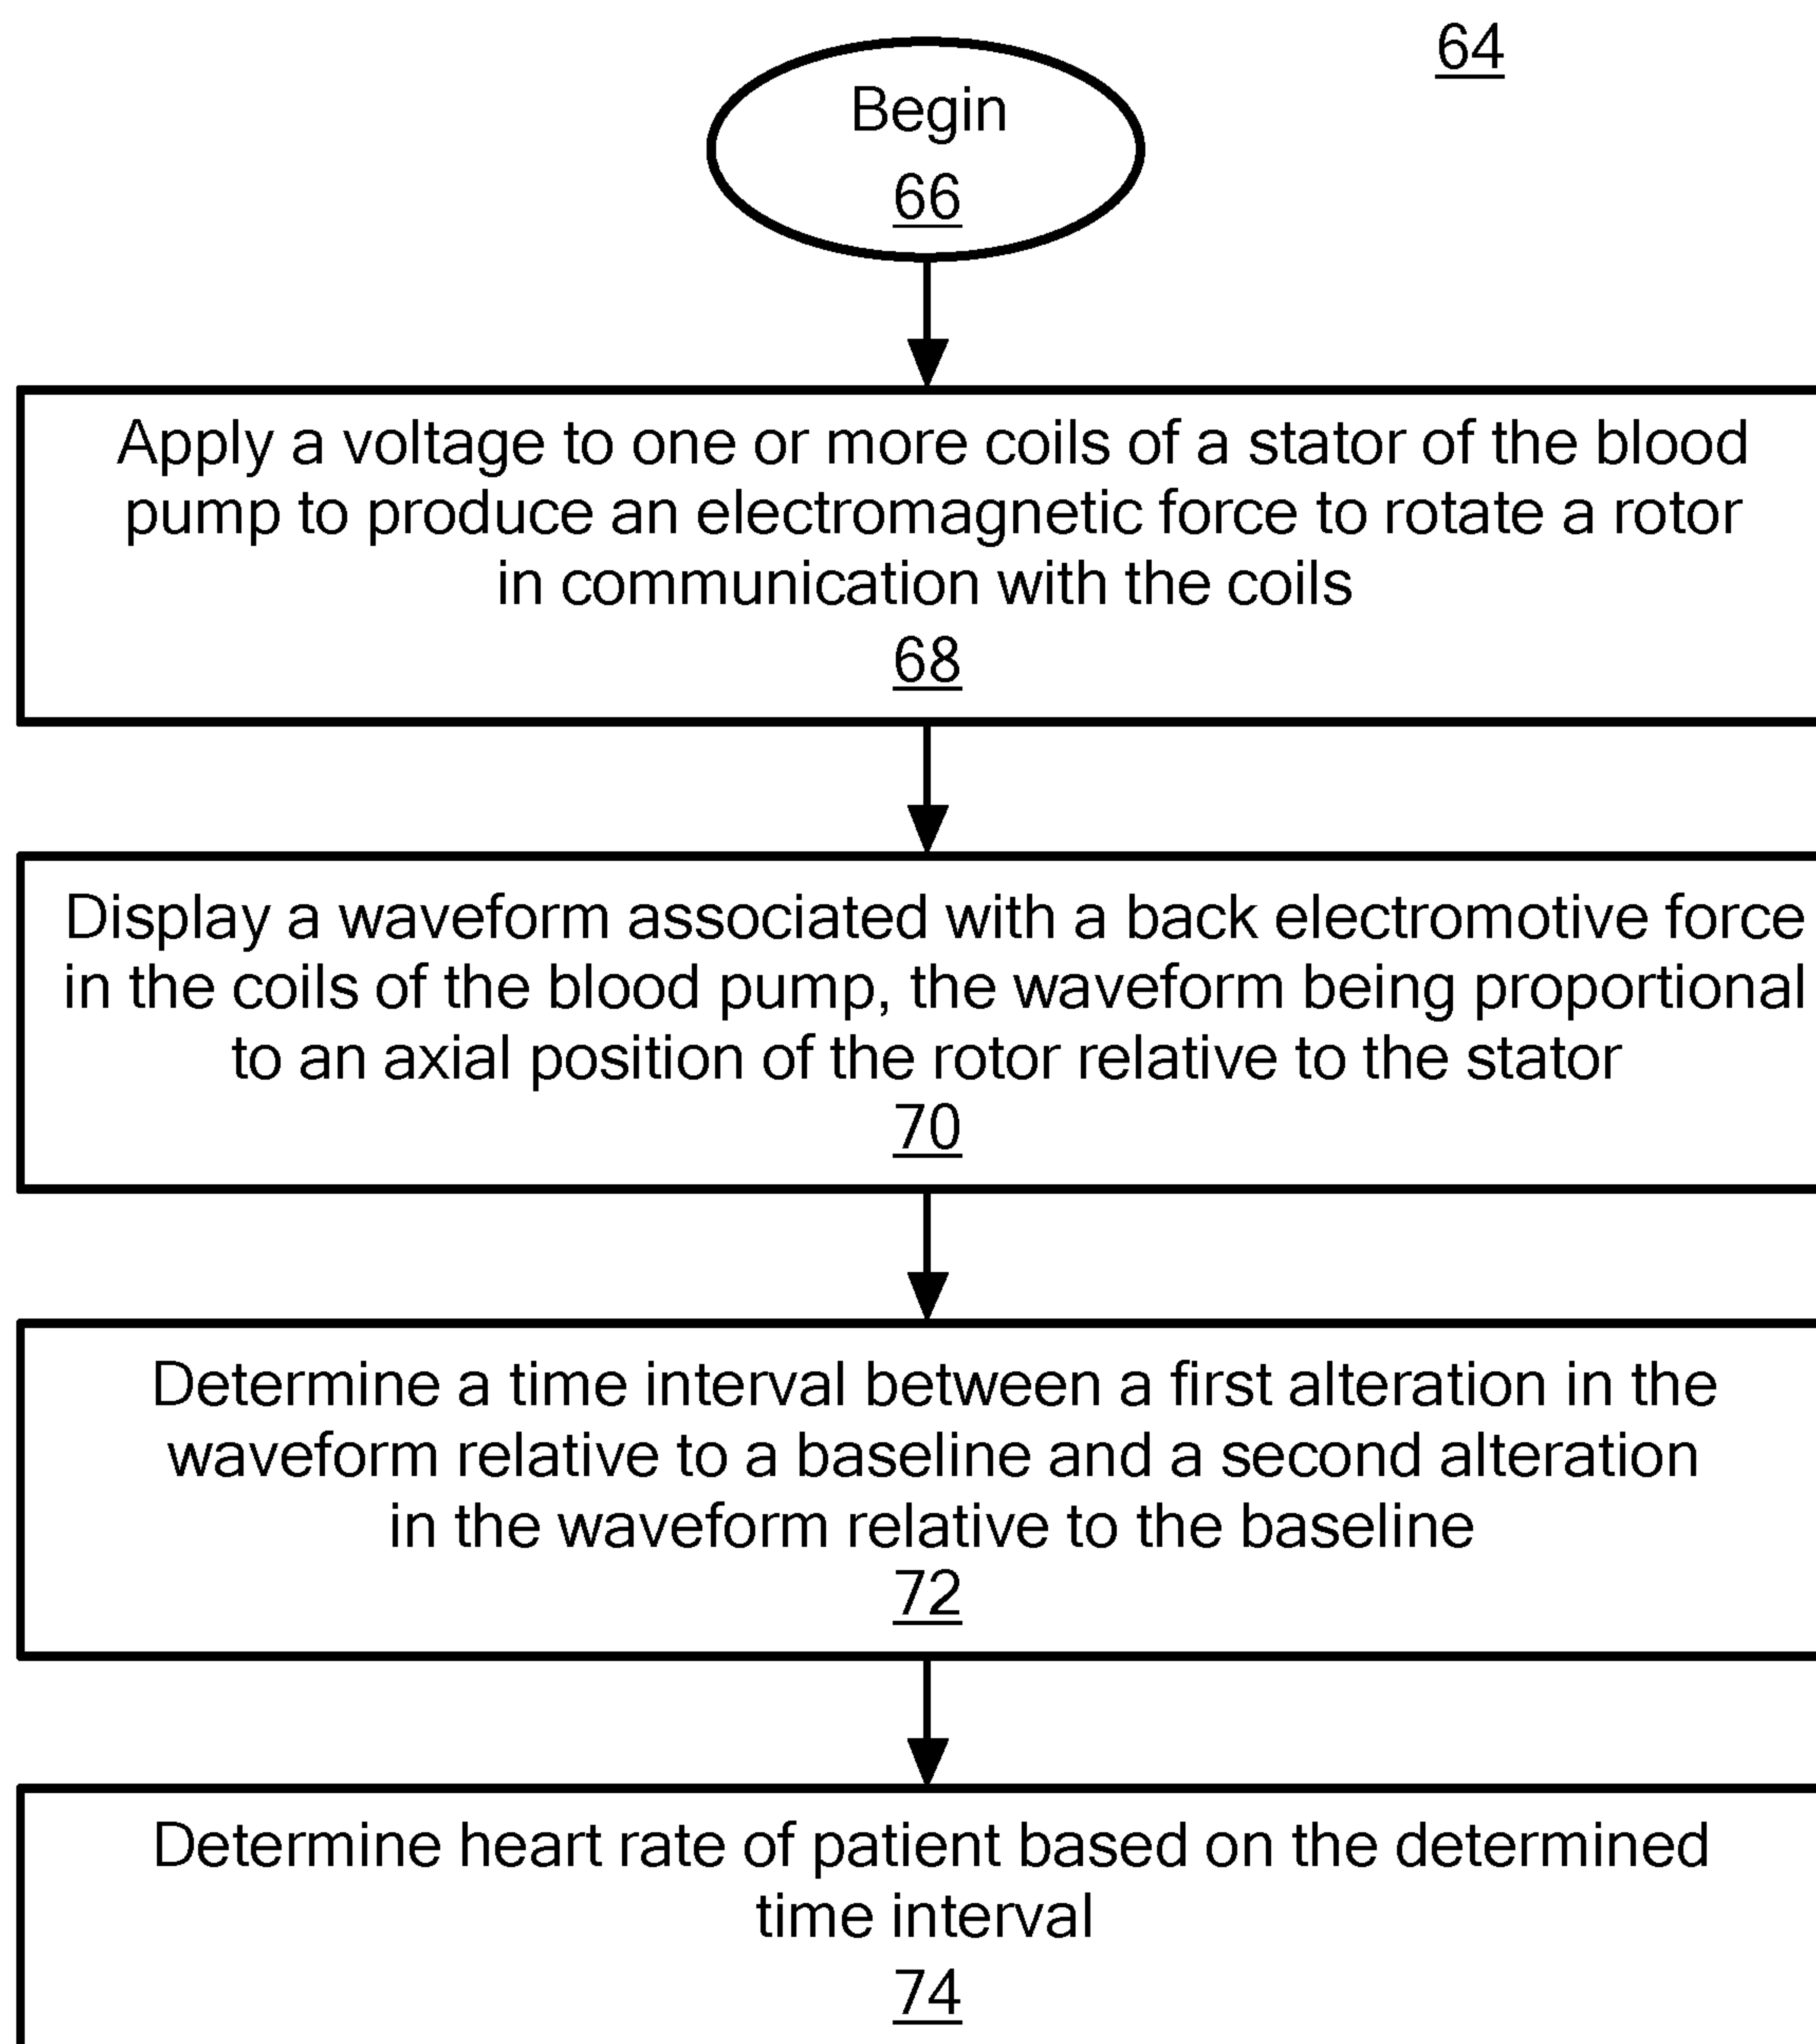 64
Begin
66
Apply a voltage to one or more coils of a stator of the blood
pump to produce an electromagnetic force to rotate a rotor
in communication with the coils
68
Display a waveform associated with a back electromotive force
in the coils of the blood pump, the waveform being proportional
to an axial position of the rotor relative to the stator
70
Determine a time interval between a first alteration in the
waveform relative to a baseline and a second alteration
in the waveform relative to the baseline
72
Determine heart rate of patient based on the determined
time interval
74